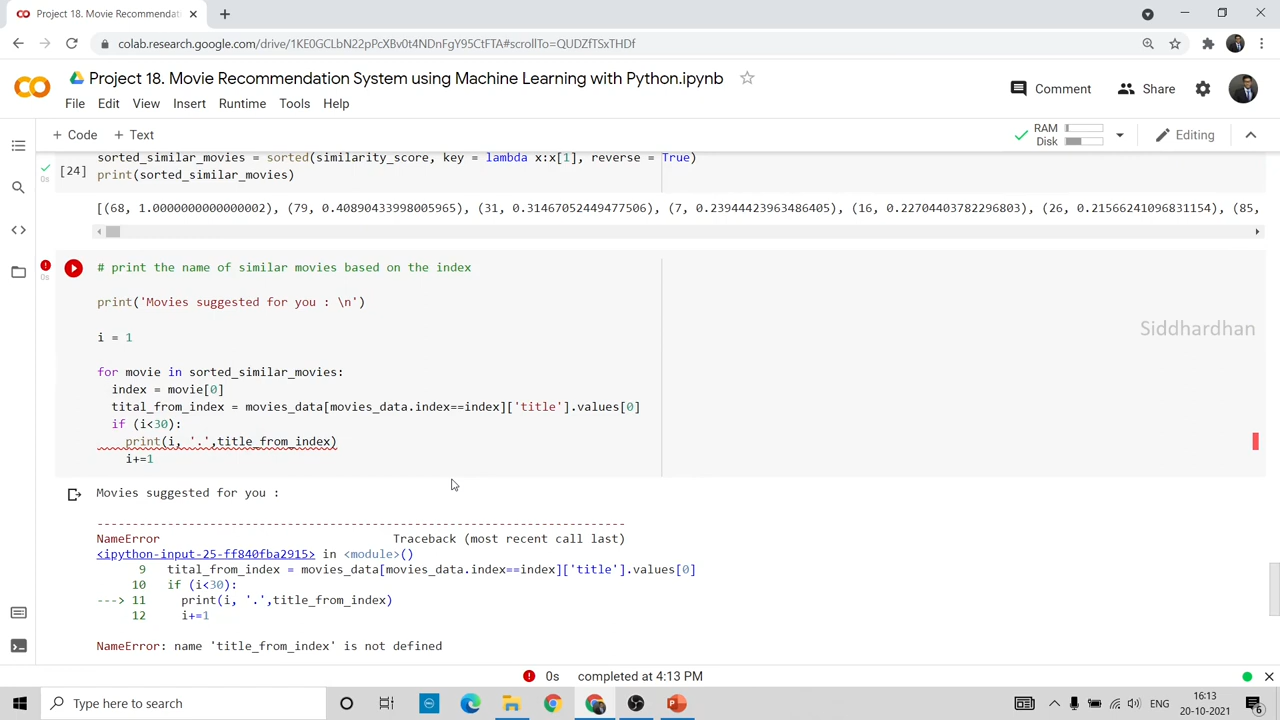 Project 18. Movie Recommendati
colab.research.google.com/drive/1KE0GCLbN22pPcXBv0t4NDnFgY95CtFTA#scrollTo=QUDZfTSxTHDf
Project 18. Movie Recommendation System using Machine Learning with Python.ipynb
File Edit View Insert Runtime Tools Help
Comment
Share
+ Code + Text
RAM
Disk
Editing
sorted_similar_movies = sorted(similarity_score, key = lambda x:x[1], reverse = True)
[24]
0s
print(sorted_similar_movies)
[(68, 1.0000000000000002), (79, 0.40890433998005965), (31, 0.31467052449477506), (7, 0.23944423963486405), (16, 0.22704403782296803), (26, 0.21566241096831154), (85,
0s
# print the name of similar movies based on the index
print('Movies suggested for you : \n')
i = 1
for movie in sorted_similar_movies:
index = movie[0]
tital_from_index = movies_data[movies_data.index==index]['title'].values[0]
if (i<30):
print(i, '.',title_from_index)
i+=1
Siddhardhan
Movies suggested for you :
---------------------------------------------------------------------------
NameError Traceback (most recent call last)
<ipython-input-25-ff840fba2915> in <module>()
9 tital_from_index = movies_data[movies_data.index==index]['title'].values[0]
10 if (i<30):
---> 11 print(i, '.',title_from_index)
12 i+=1
NameError: name 'title_from_index' is not defined
0s completed at 4:13 PM
Type here to search
ENG
16:13
20-10-2021
6